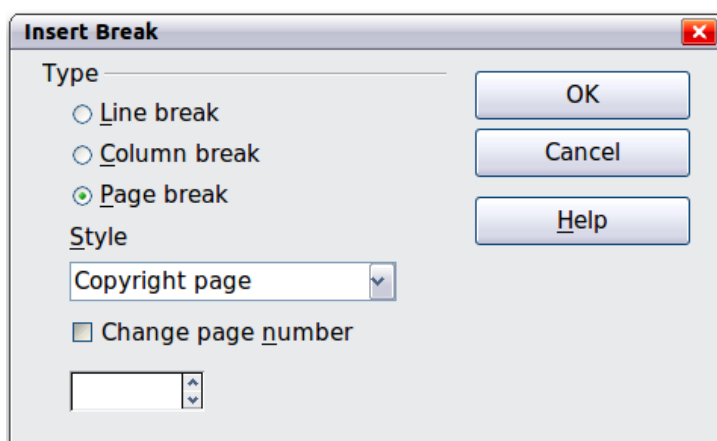 Insert Break
Type
Line break
Column break
Page break
Style
Copyright page
Change page number
OK
Cancel
Help